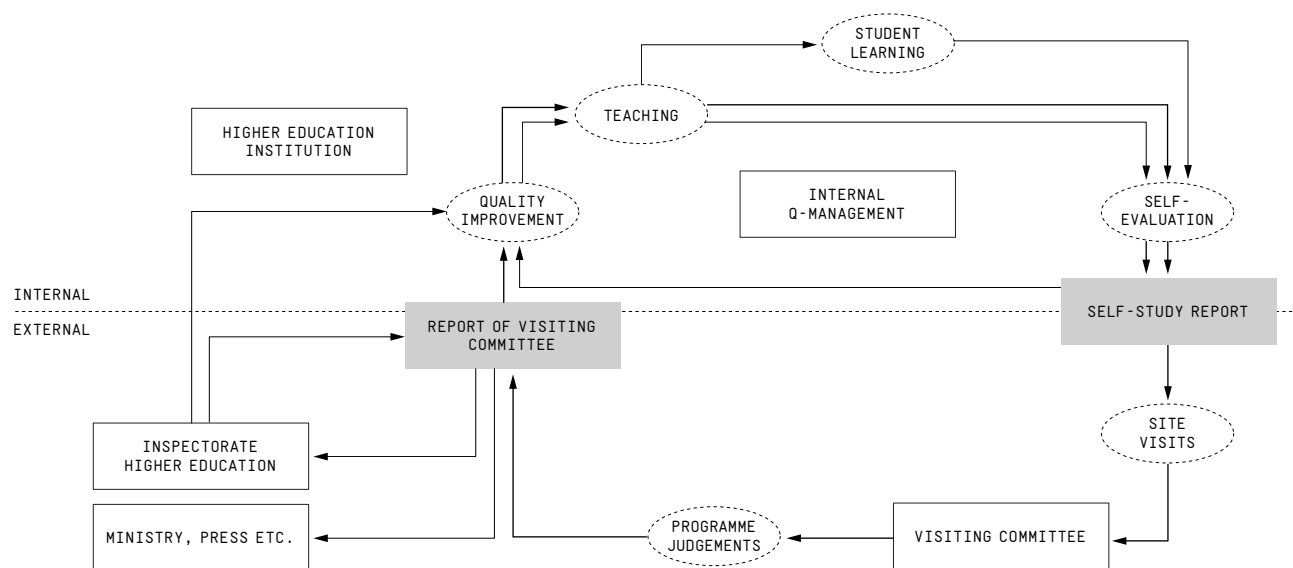 STUDENT
LEARNING
TEACHING
HIGHER EDUCATION
INSTITUTION
INTERNAL
Q-MANAGEMENT
QUALITY
IMPROVEMENT
SELF-
EVALUATION
INTERNAL
EXTERNAL
REPORT OF VISITING
COMMITTEE
SELF-STUDY REPORT
SITE
VISITS
INSPECTORATE
HIGHER EDUCATION
MINISTRY, PRESS ETC.
PROGRAMME
JUDGEMENTS
VISITING COMMITTEE